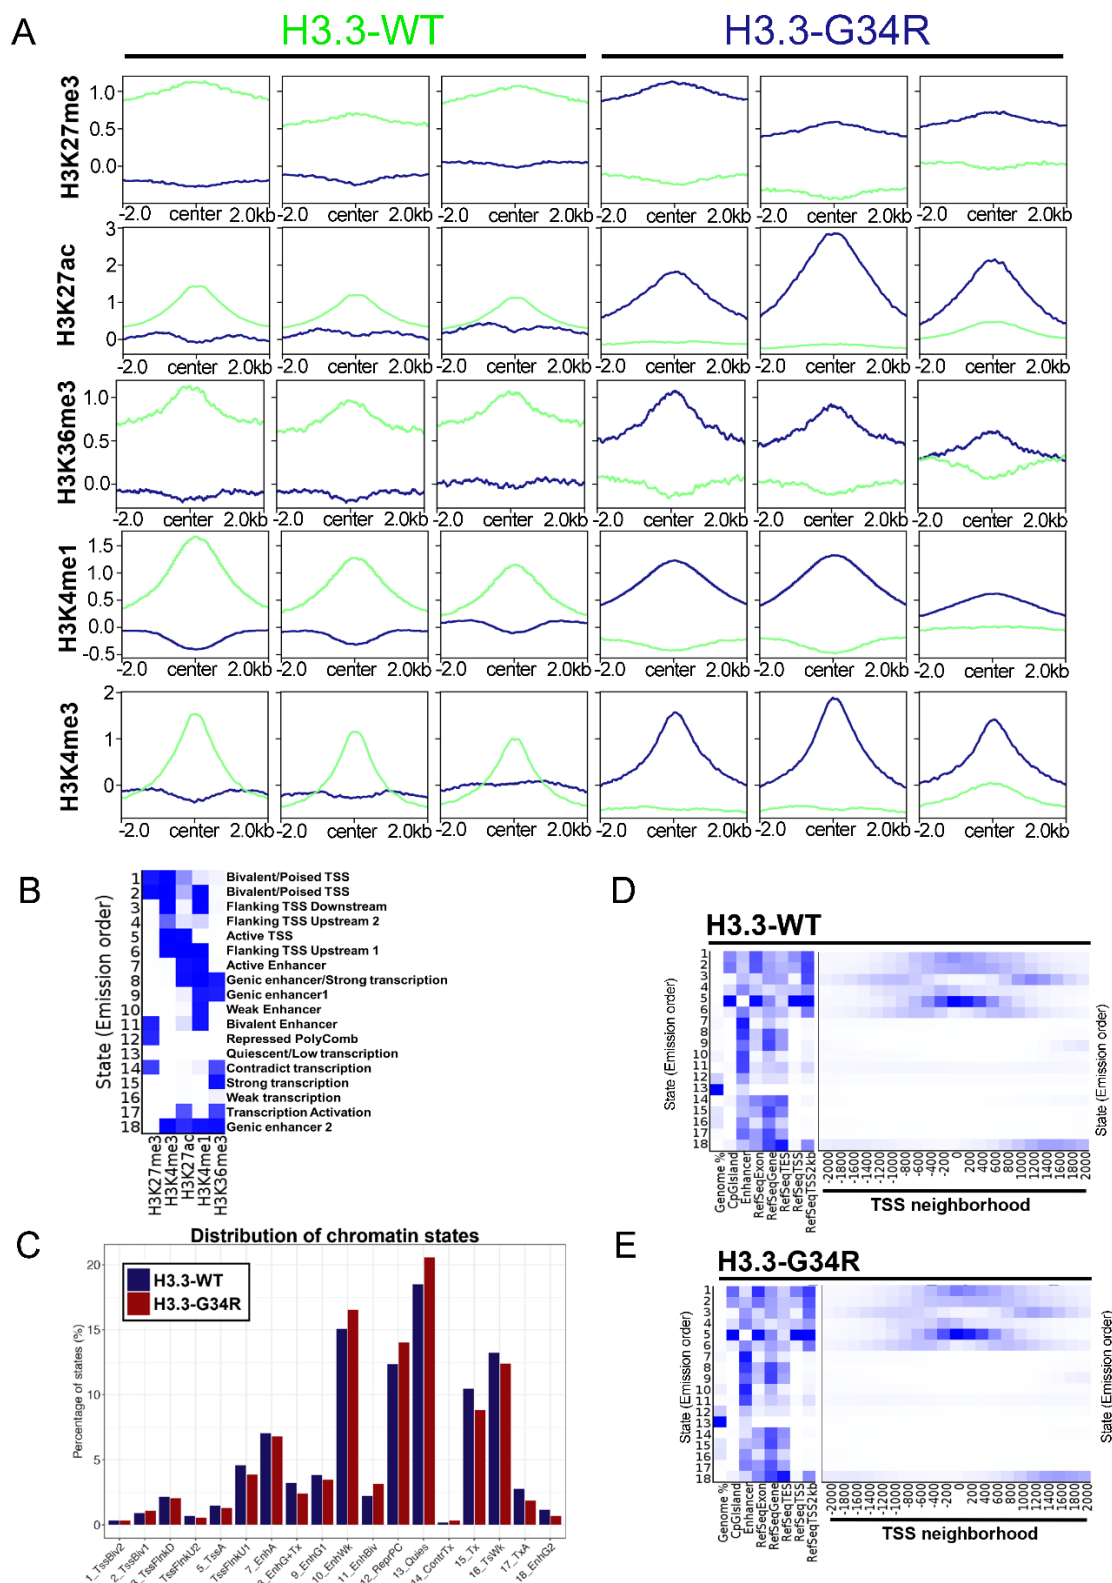 A
H3.3-WT H3.3-G34R
H3K27me3
1.0
0.5
0.0
-2.0 center 2.0kb -2.0 center 2.0kb -2.0 center 2.0kb -2.0 center 2.0kb -2.0 center 2.0kb -2.0 center 2.0kb
H3K27ac
3
2
1
0
-2.0 center 2.0kb -2.0 center 2.0kb -2.0 center 2.0kb -2.0 center 2.0kb -2.0 center 2.0kb -2.0 center 2.0kb
H3K36me3
1.0
0.5
0.0
-2.0 center 2.0kb -2.0 center 2.0kb -2.0 center 2.0kb -2.0 center 2.0kb -2.0 center 2.0kb -2.0 center 2.0kb
H3K4me1
1.5
1.0
0.5
0.0
-0.5
-2.0 center 2.0kb -2.0 center 2.0kb -2.0 center 2.0kb -2.0 center 2.0kb -2.0 center 2.0kb -2.0 center 2.0kb
H3K4me3
2
1
0
-2.0 center 2.0kb -2.0 center 2.0kb -2.0 center 2.0kb -2.0 center 2.0kb -2.0 center 2.0kb -2.0 center 2.0kb
B
State (Emission order)
1 Bivalent/Poised TSS
2 Bivalent/Poised TSS
3 Flanking TSS Downstream
4 Flanking TSS Upstream 2
5 Active TSS
6 Flanking TSS Upstream 1
7 Active Enhancer
8 Genic enhancer/Strong transcription
9 Genic enhancer1
10 Weak Enhancer
11 Bivalent Enhancer
12 Repressed PolyComb
13 Quiescent/Low transcription
14 Contradict transcription
15 Strong transcription
16 Weak transcription
17 Transcription Activation
18 Genic enhancer 2
H3K27me3
H3K4me3
H3K27ac
H3K4me1
H3K36me3
C
Distribution of chromatin states
H3.3-WT
H3.3-G34R
Percentage of states (%)
20
15
10
5
0
1_TssBiv2
2_TssBiv1
3_TssFlnkD
TssFlnkU2
5_TssA
TssFlnkU1
7_EnhA
3_EnhG+Tx
9_EnhG1
10_EnhWk
11_EnhBiv
12_ReprPC
13_Quies
14_ContrTx
15_Tx
16_TsWk
17_TxA
18_EnhG2
D
H3.3-WT
State (Emission order)
1
2
3
4
5
6
7
8
9
10
11
12
13
14
15
16
17
18
State (Emission order)
Genome %
CpGIsland
Enhancer
RefSeqExon
RefSeqGene
RefSeqTES
RefSeqTSS
RefSeqTSS2kb
-2000
-1800
-1600
-1400
-1200
-1000
-800
-600
-400
-200
0
200
400
600
800
1000
1200
1400
1600
1800
2000
TSS neighborhood
E
H3.3-G34R
State (Emission order)
1
2
3
4
5
6
7
8
9
10
11
12
13
14
15
16
17
18
State (Emission order)
Genome %
CpGIsland
Enhancer
RefSeqExon
RefSeqGene
RefSeqTES
RefSeqTSS
RefSeqTSS2kb
-2000
-1800
-1600
-1400
-1200
-1000
-800
-600
-400
-200
0
200
400
600
800
1000
1200
1400
1600
1800
2000
TSS neighborhood